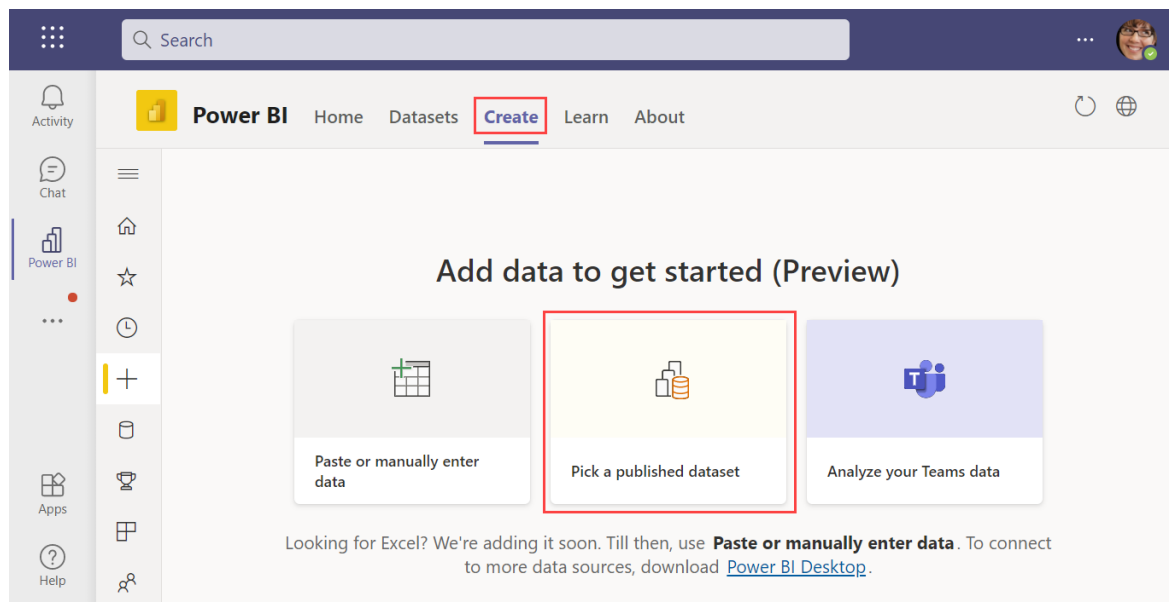 Search
Activity
Chat
Power BI
Apps
Help
Power BI Home Datasets Create Learn About
Add data to get started (Preview)
Paste or manually enter
data
Pick a published dataset
Analyze your Teams data
Looking for Excel? We're adding it soon. Till then, use Paste or manually enter data. To connect
to more data sources, download Power BI Desktop.